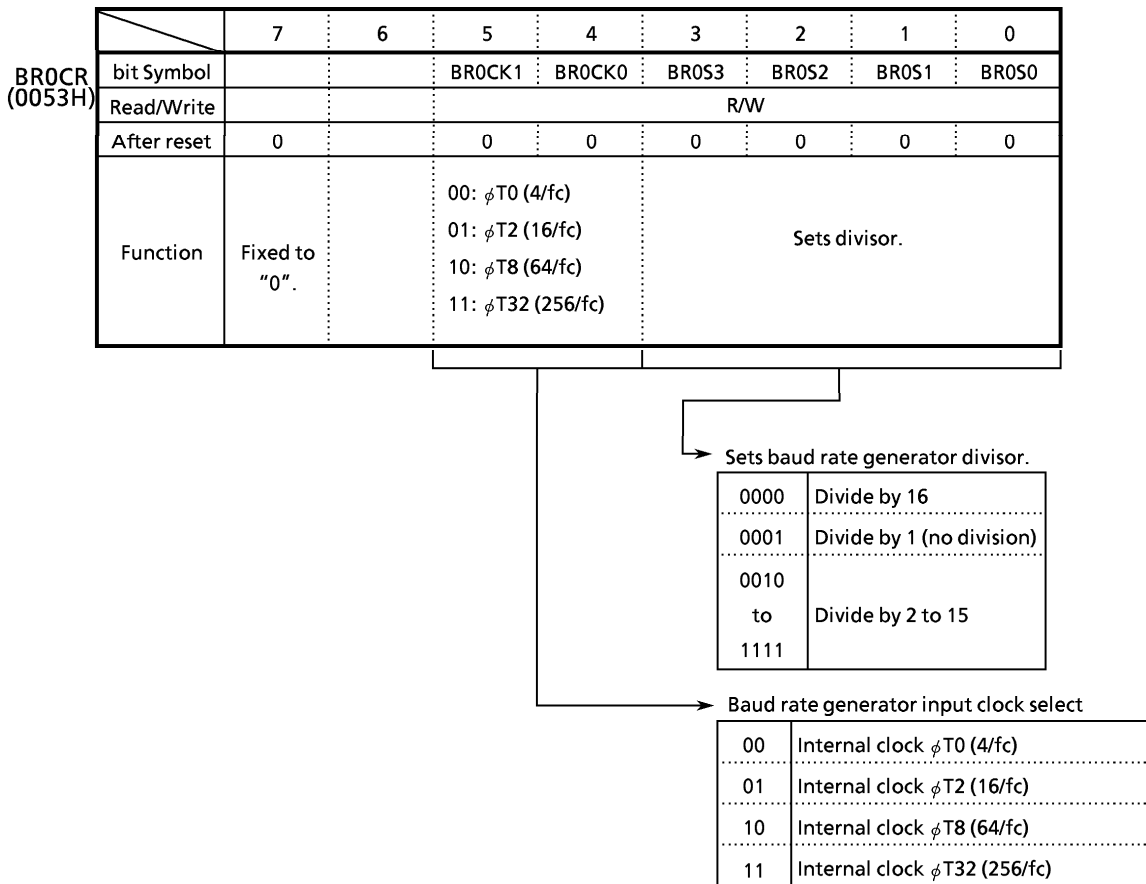 7 6 5 4 3 2 1 0
BR0CR
(0053H)
bit Symbol BR0CK1 BR0CK0 BR0S3 BR0S2 BR0S1 BR0S0
Read/Write R/W
After reset 0 0 0 0 0 0 0
Function
Fixed to
"0".
00: φT0 (4/fc)
01: φT2 (16/fc)
10: φT8 (64/fc)
11: φT32 (256/fc)
Sets divisor.
Sets baud rate generator divisor.
0000 Divide by 16
0001 Divide by 1 (no division)
0010
to Divide by 2 to 15
1111
Baud rate generator input clock select
00 Internal clock φT0 (4/fc)
01 Internal clock φT2 (16/fc)
10 Internal clock φT8 (64/fc)
11 Internal clock φT32 (256/fc)